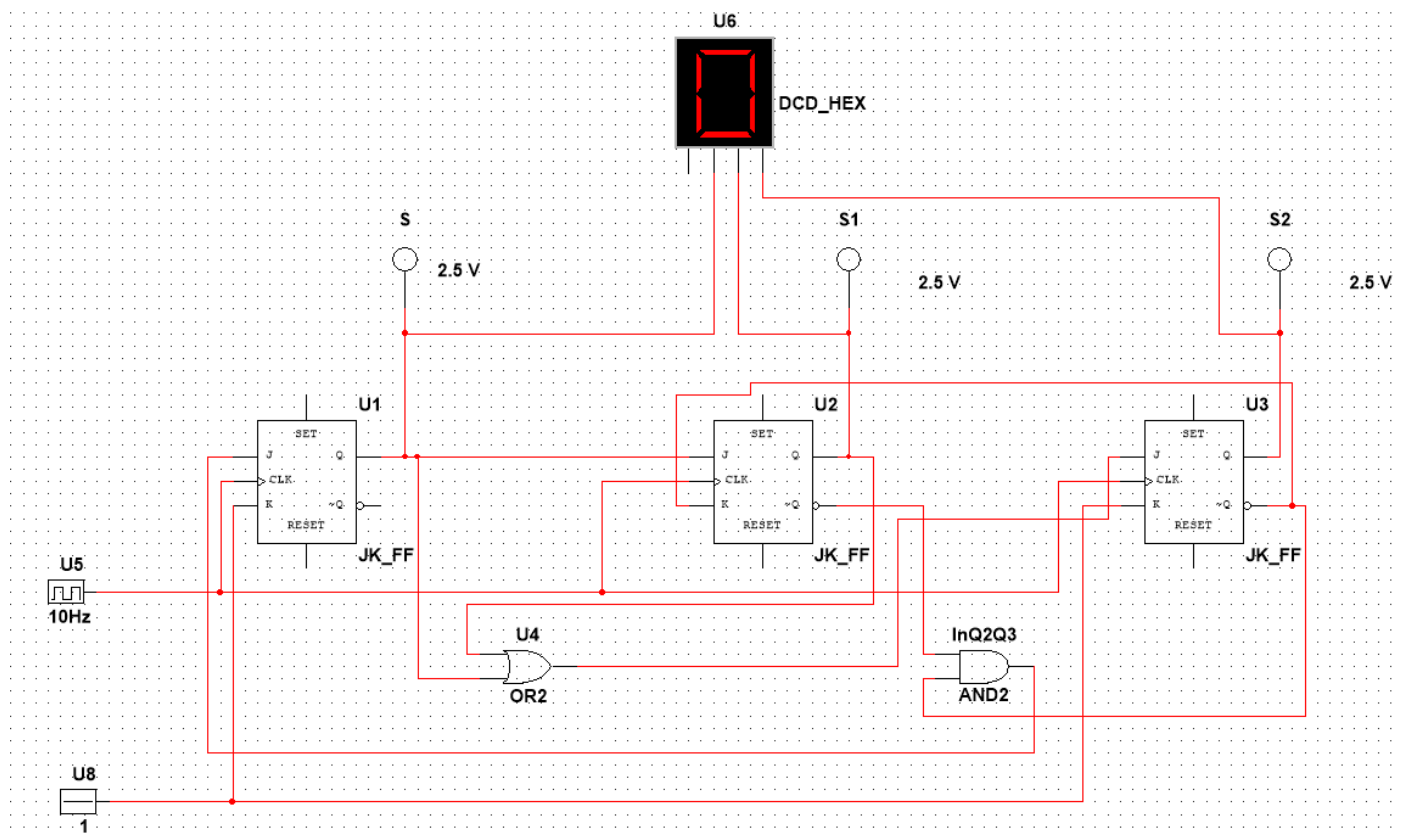 U6
0
DCD_HEX
S
S1
S2
2.5 V
2.5 V
2.5 V
U1
U2
U3
SET
SET
SET
J
Q
J
Q
J
Q
CLK
CLK
CLK
K
~Q
K
~Q
K
~Q
RESET
RESET
RESET
JK_FF
JK_FF
JK_FF
U5
10Hz
U4
OR2
InQ2Q3
AND2
U8
1